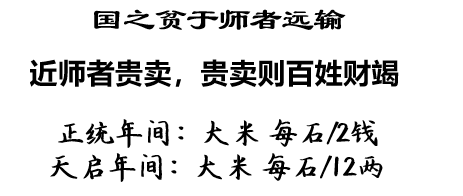 国之贫于师者远输
近师者贵卖，贵卖则百姓财竭
正统年间：大米 每石/2钱
天启年间：大米 每石/12两